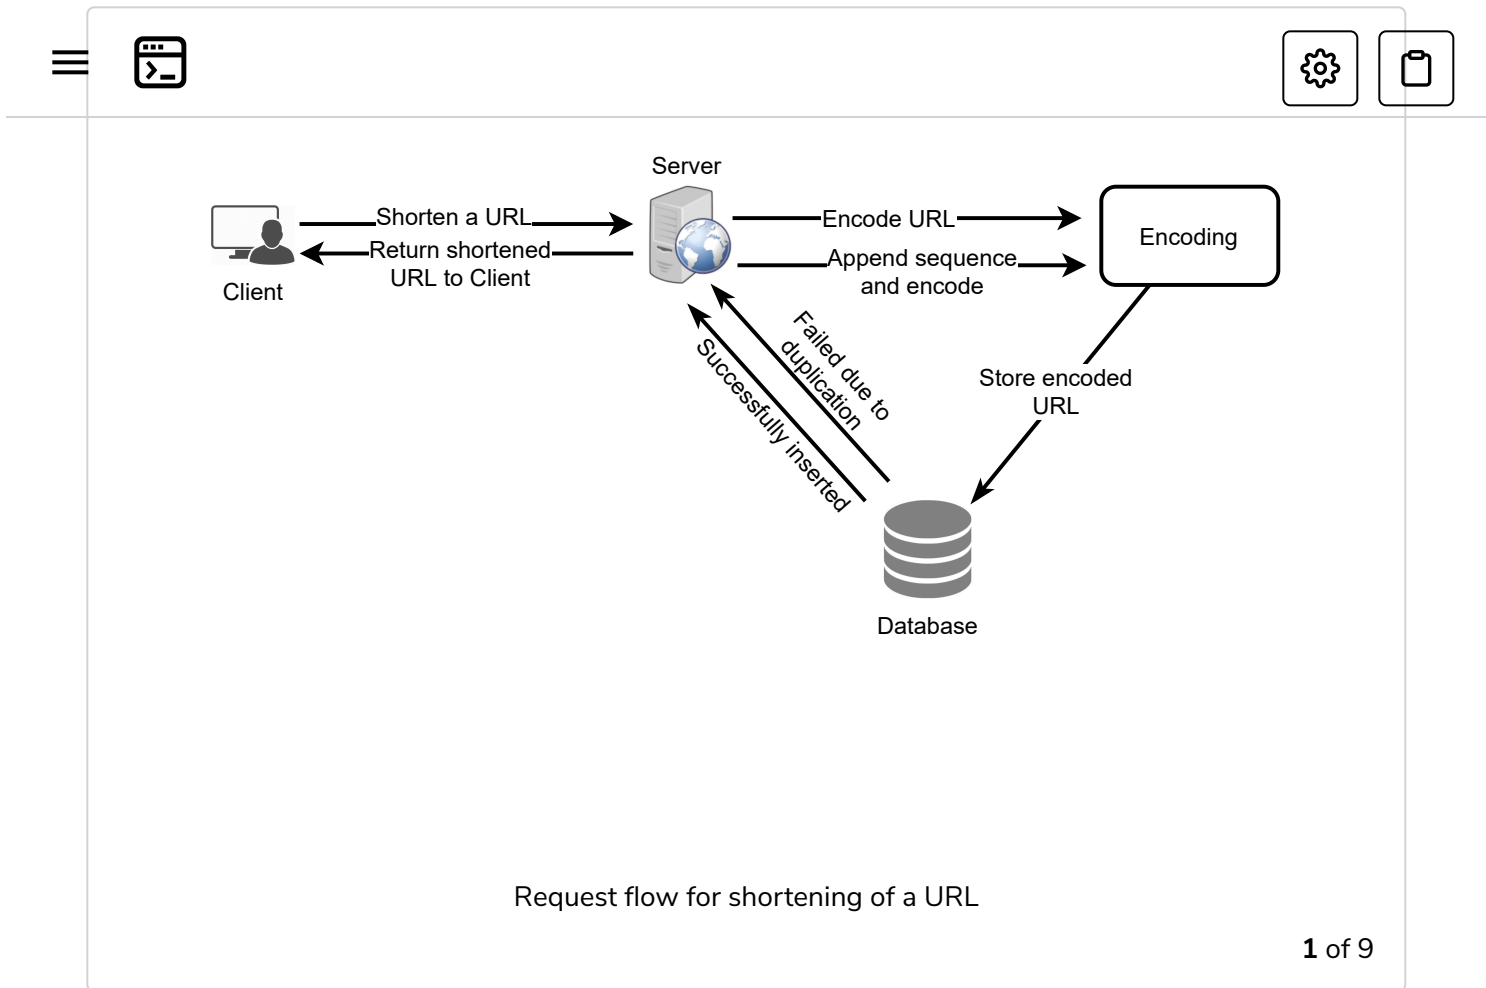 Server
Shorten a URL
Return shortened
URL to Client
Client
Encode URL
Append sequence
and encode
Encoding
Failed due to
duplication
Successfully inserted
Store encoded
URL
Database
Request flow for shortening of a URL
1 of 9